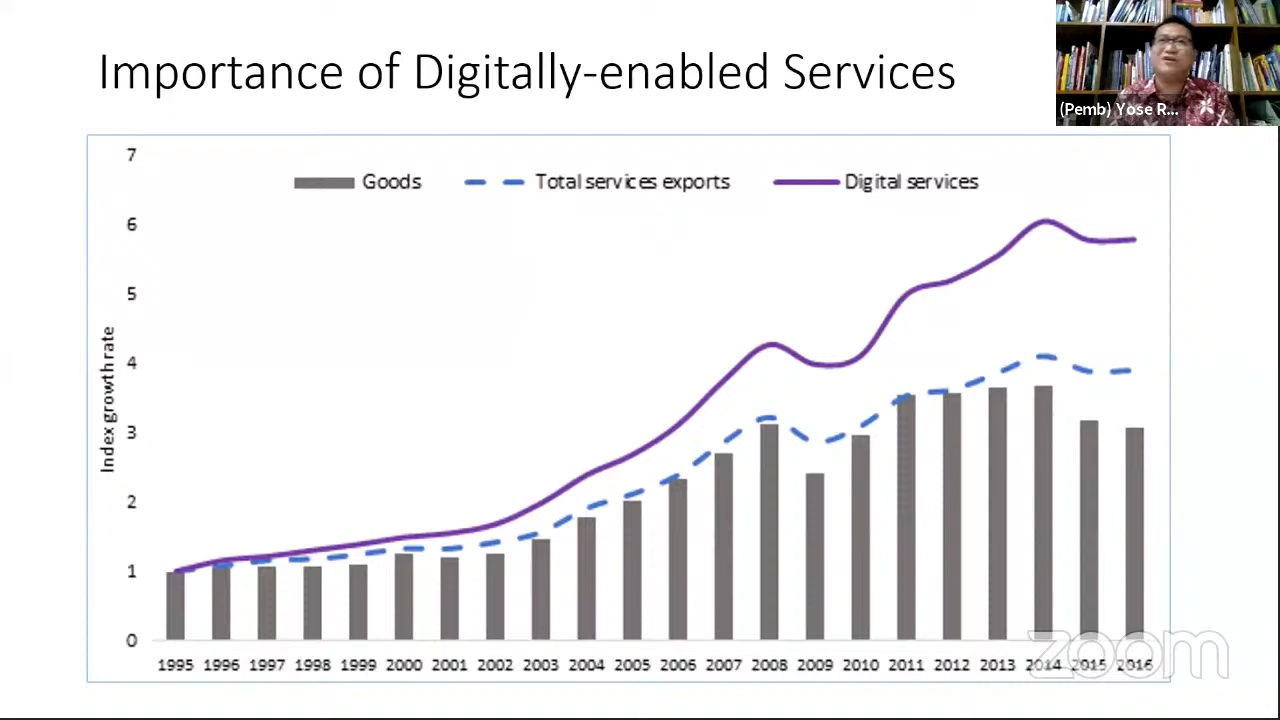 Importance of Digitally-enabled Services
(Pemb) Yose R...
7
Goods Total services exports Digital services
6
5
4
3
2
1
0
Index growth rate
1995 1996 1997 1998 1999 2000 2001 2002 2003 2004 2005 2006 2007 2008 2009 2010 2011 2012 2013 2014 2015 2016
zoom